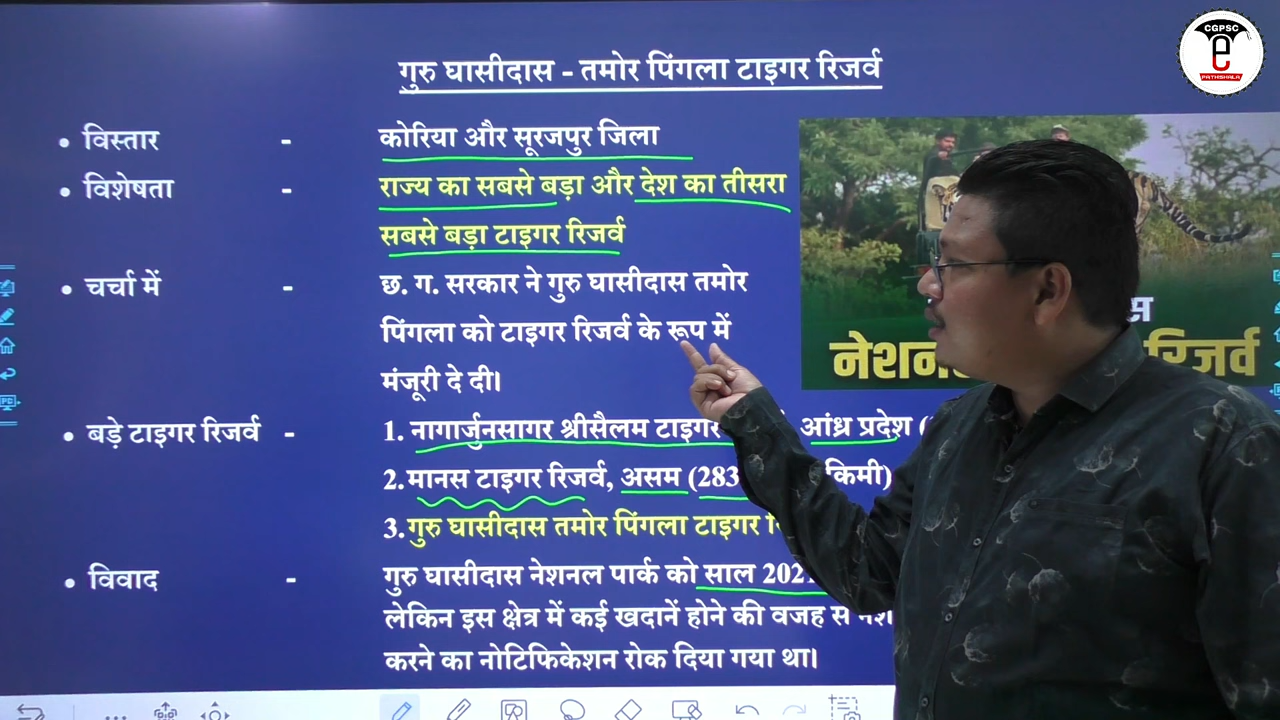 CGPSC
e
PATHSHALA
गुरु घासीदास - तमोर पिंगला टाइगर रिजर्व
• विस्तार - कोरिया और सूरजपुर जिला
• विशेषता - राज्य का सबसे बड़ा और देश का तीसरा
सबसे बड़ा टाइगर रिजर्व
• चर्चा में - छ. ग. सरकार ने गुरु घासीदास तमोर
पिंगला को टाइगर रिजर्व के रूप में
मंजूरी दे दी।
• बड़े टाइगर रिजर्व - 1. नागार्जुनसागर श्रीसैलम टाइगर आंध्र प्रदेश (
2. मानस टाइगर रिजर्व, असम (283 किमी)
3. गुरु घासीदास तमोर पिंगला टाइगर
• विवाद - गुरु घासीदास नेशनल पार्क को साल 2021
लेकिन इस क्षेत्र में कई खदानें होने की वजह से
करने का नोटिफिकेशन रोक दिया गया था।
रिजर्व